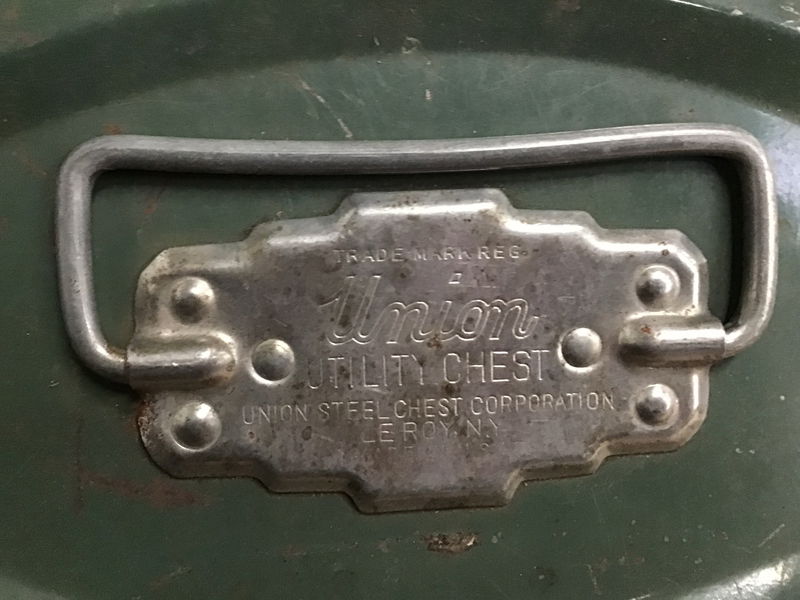 TRADE MARK REG
Union
UTILITY CHEST
UNION STEEL CHEST CORPORATION
LE ROY. N.Y.